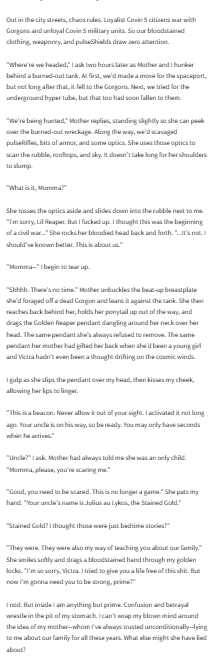 Out in the city streets, chaos rules. Loyalist Covin 5 citizens war with
Gorgons and unloyal Covin 5 military units. So our bloodstained
clothing, weaponry, and pulseShields draw zero attention.
"Where're we headed," I ask two hours later as Mother and I hunker
behind a burned-out tank. At first, we'd made a move for the spaceport,
but not long after that, it fell to the Gorgons. Next, we tried for the
underground hyper tube, but that too had soon fallen to them.
"We're being hunted," Mother replies, standing slightly so she can peek
over the burned-out wreckage. Along the way, we'd scavaged
pulseRifles, bits of armor, and some optics. She uses those optics to
scan the rubble, rooftops, and sky. It doesn't take long for her shoulders
to slump.
"What is it, Momma?"
She tosses the optics aside and slides down into the rubble next to me.
"I'm sorry, Lil Reaper. But I fucked up. I thought this was the beginning
of a civil war..." She rocks her bloodied head back and forth. "...It's not. I
should've known better. This is about us."
"Momma--" I begin to tear up.
"Shhhh. There's no time." Mother unbuckles the beat-up breastplate
she'd foraged off a dead Gorgon and leans it against the tank. She then
reaches back behind her, holds her ponytail up out of the way, and
drags the Golden Reaper pendant dangling around her neck over her
head. The same pendant she's always refused to remove. The same
pendant her mother had gifted her back when she'd been a young girl
and Victra hadn't even been a thought drifting on the cosmic winds.
I gulp as she slips the pendant over my head, then kisses my cheek,
allowing her lips to linger.
"This is a beacon. Never allow it out of your sight. I activated it not long
ago. Your uncle is on his way, so be ready. You may only have seconds
when he arrives."
"Uncle?" I ask. Mother had always told me she was an only child.
"Momma, please, you're scaring me."
"Good, you need to be scared. This is no longer a game." She pats my
hand. "Your uncle's name is Julius au Lykos, the Stained Gold."
"Stained Gold? I thought those were just bedtime stories?"
"They were. They were also my way of teaching you about our family."
She smiles softly and drags a bloodstained hand through my golden
locks. "I'm so sorry, Victra. I tried to give you a life free of this shit. But
now I'm gonna need you to be strong, prime?"
I nod. But inside I am anything but prime. Confusion and betrayal
wrestle in the pit of my stomach. I can't wrap my blown mind around
the idea of my mother--whom I've always trusted unconditionally--lying
to me about our family for all these years. What else might she have lied
about?